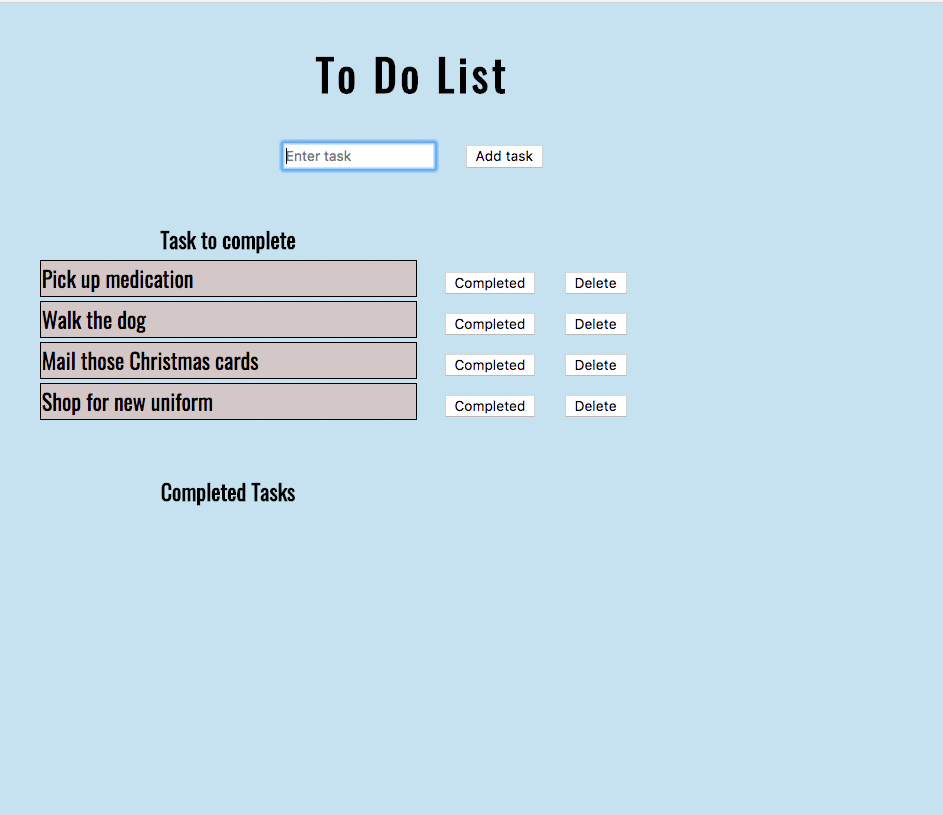 To Do List
Enter task Add task
Task to complete
Pick up medication Completed Delete
Walk the dog Completed Delete
Mail those Christmas cards Completed Delete
Shop for new uniform Completed Delete
Completed Tasks